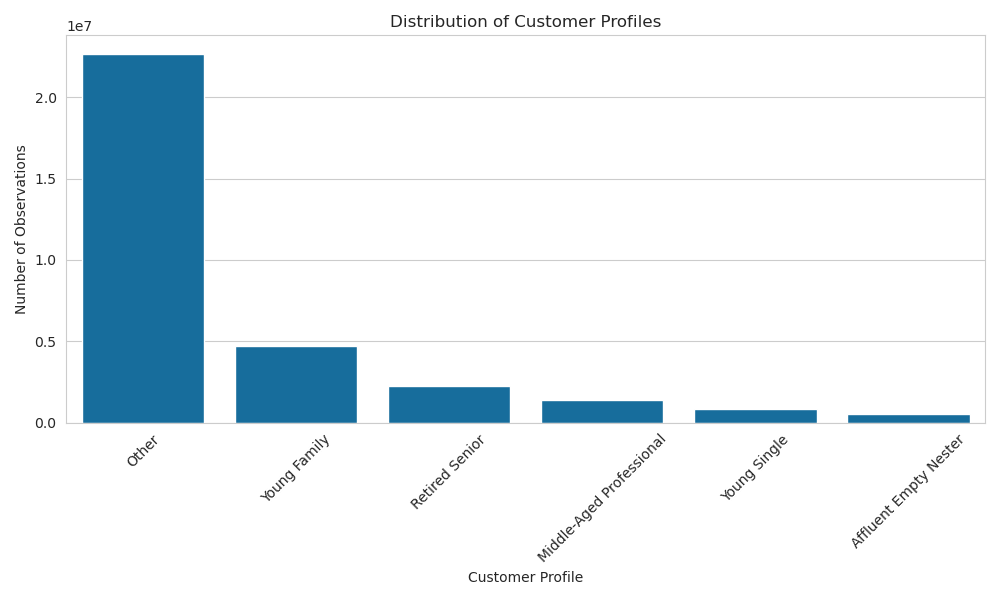 Distribution of Customer Profiles
1e7
2.0
1.5
1.0
0.5
0.0
Number of Observations
Other
Young Family
Retired Senior
Middle-Aged Professional
Young Single
Affluent Empty Nester
Customer Profile